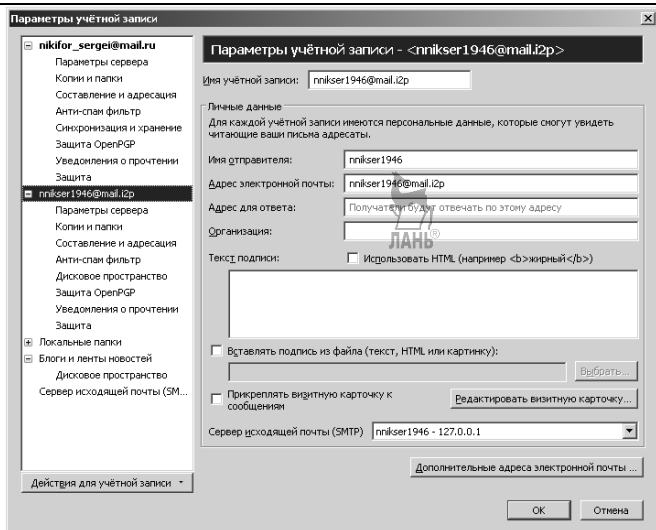 Параметры учётной записи
nikifor_sergei@mail.ru
Параметры сервера
Копии и папки
Составление и адресация
Анти-спам фильтр
Синхронизация и хранение
Защита OpenPGP
Уведомления о прочтении
Защита
nnikser1946@mail.i2p
Параметры сервера
Копии и папки
Составление и адресация
Анти-спам фильтр
Дисковое пространство
Защита OpenPGP
Уведомления о прочтении
Защита
Локальные папки
Блоги и ленты новостей
Дисковое пространство
Сервер исходящей почты (SM...
Действия для учётной записи
Параметры учётной записи - <nnikser1946@mail.i2p>
Имя учётной записи: nnikser1946@mail.i2p
Личные данные
Для каждой учётной записи имеются персональные данные, которые смогут увидеть
читающие ваши письма адресаты.
Имя отправителя: nnikser1946
Адрес электронной почты: nnikser1946@mail.i2p
Адрес для ответа: Получатели будут отвечать по этому адресу
Организация:
ЛАНЬ®
Текст подписи: Использовать HTML (например <b>жирный</b>)
Вставлять подпись из файла (текст, HTML или картинку):
Выбрать...
Прикреплять визитную карточку к
сообщениям
Редактировать визитную карточку...
Сервер исходящей почты (SMTP) nnikser1946 - 127.0.0.1
Дополнительные адреса электронной почты ...
OK Отмена